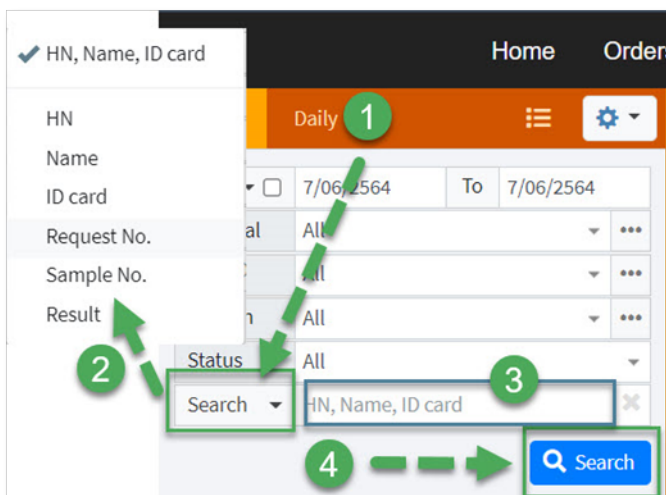 HN, Name, ID card
Home
HN
Name
ID card
Request No.
Sample No.
Result
Daily
1
7/06/2564
To
7/06/2564
al
All
All
n
All
Status
All
2
Search
HN, Name, ID card
3
4
Search